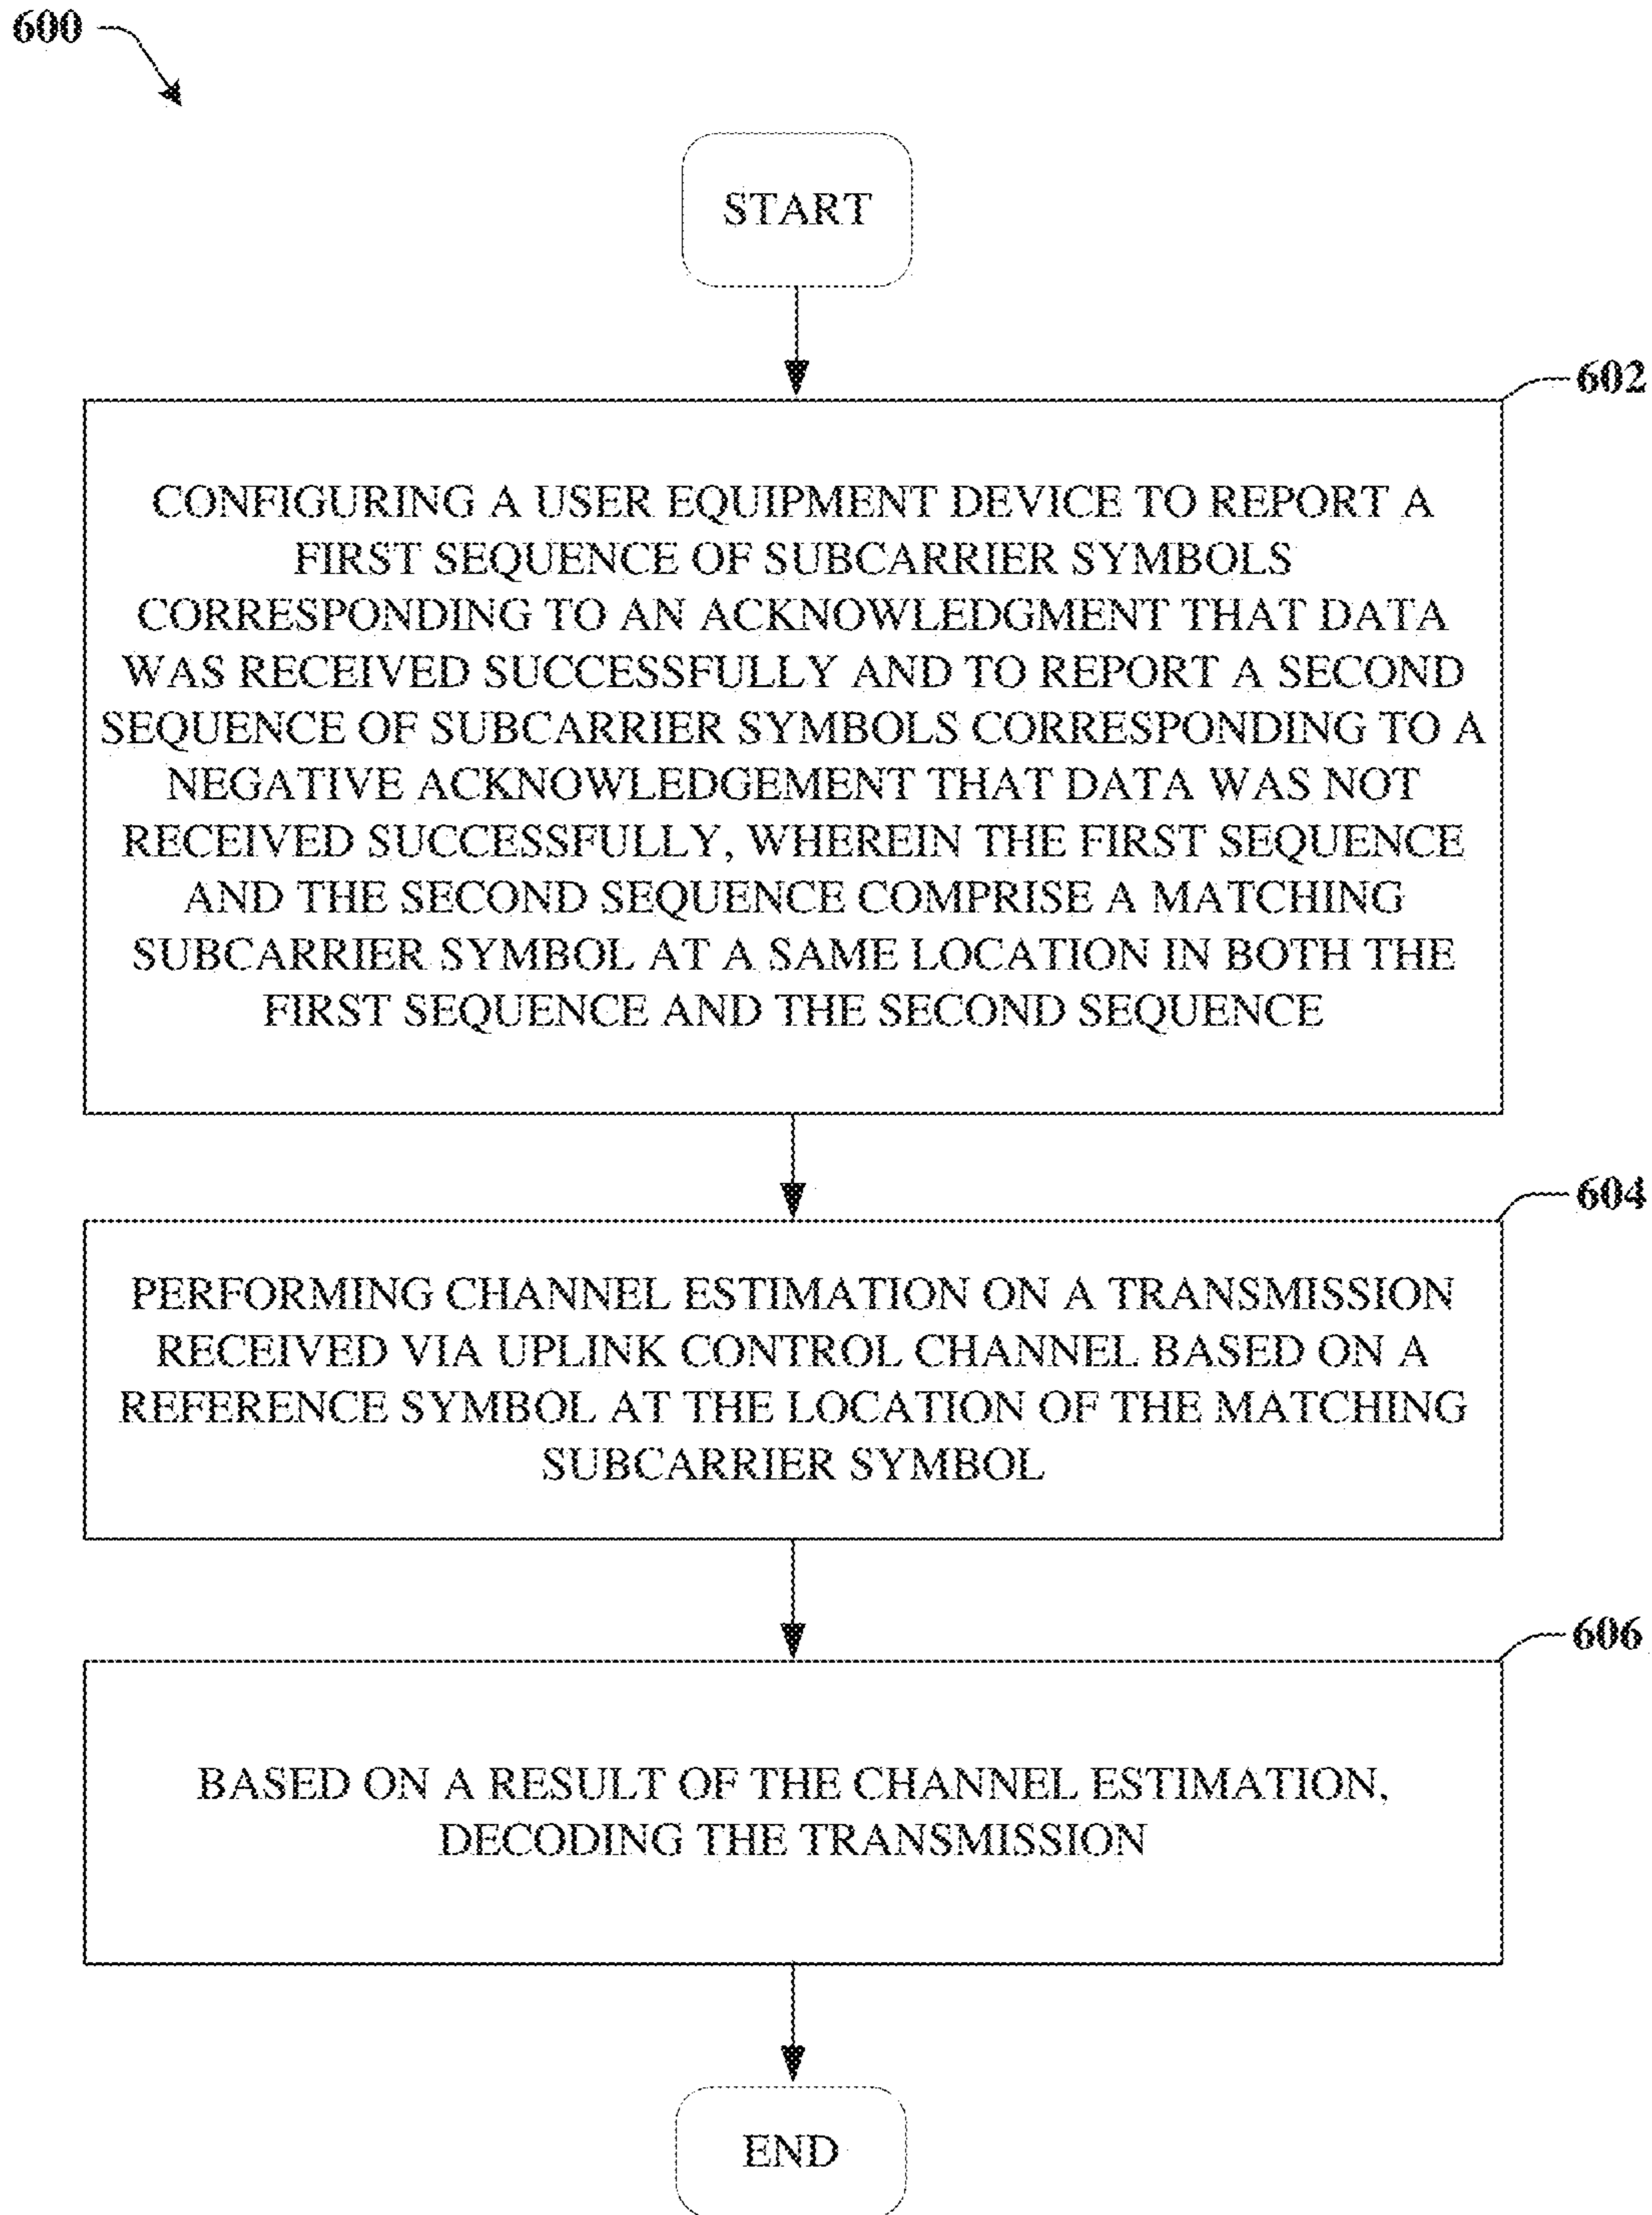 600
START
602
CONFIGURING A USER EQUIPMENT DEVICE TO REPORT A
FIRST SEQUENCE OF SUBCARRIER SYMBOLS
CORRESPONDING TO AN ACKNOWLEDGMENT THAT DATA
WAS RECEIVED SUCCESSFULLY AND TO REPORT A SECOND
SEQUENCE OF SUBCARRIER SYMBOLS CORRESPONDING TO A
NEGATIVE ACKNOWLEDGEMENT THAT DATA WAS NOT
RECEIVED SUCCESSFULLY, WHEREIN THE FIRST SEQUENCE
AND THE SECOND SEQUENCE COMPRISE A MATCHING
SUBCARRIER SYMBOL AT A SAME LOCATION IN BOTH THE
FIRST SEQUENCE AND THE SECOND SEQUENCE
604
PERFORMING CHANNEL ESTIMATION ON A TRANSMISSION
RECEIVED VIA UPLINK CONTROL CHANNEL BASED ON A
REFERENCE SYMBOL AT THE LOCATION OF THE MATCHING
SUBCARRIER SYMBOL
606
BASED ON A RESULT OF THE CHANNEL ESTIMATION,
DECODING THE TRANSMISSION
END